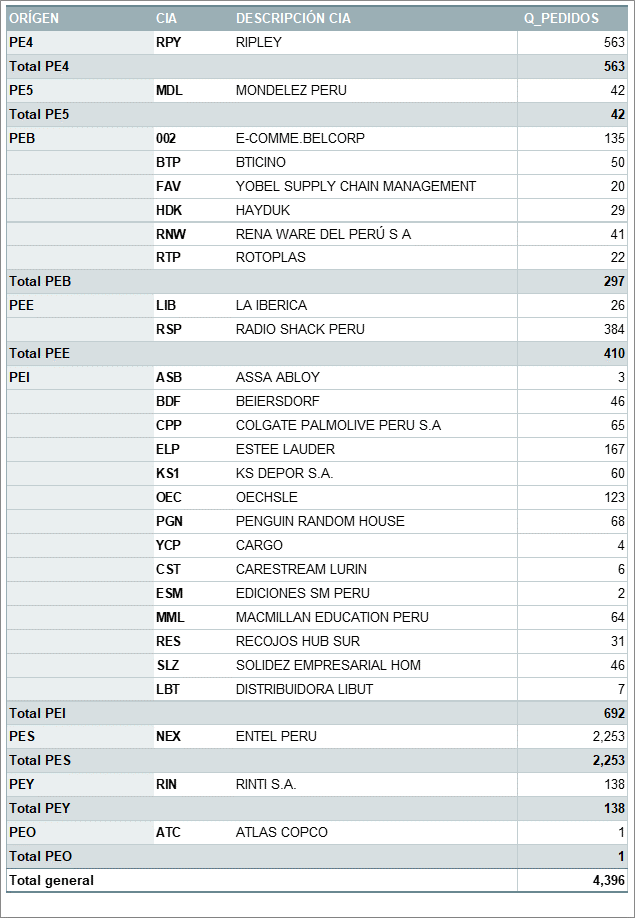 ORÍGEN CIA DESCRIPCIÓN CIA Q_PEDIDOS
PE4 RPY RIPLEY 563
Total PE4 563
PE5 MDL MONDELEZ PERU 42
Total PE5 42
PEB 002 E-COMME.BELCORP 135
BTP BTICINO 50
FAV YOBEL SUPPLY CHAIN MANAGEMENT 20
HDK HAYDUK 29
RNW RENA WARE DEL PERÚ S A 41
RTP ROTOPLAS 22
Total PEB 297
PEE LIB LA IBERICA 26
RSP RADIO SHACK PERU 384
Total PEE 410
PEI ASB ASSA ABLOY 3
BDF BEIERSDORF 46
CPP COLGATE PALMOLIVE PERU S.A 65
ELP ESTEE LAUDER 167
KS1 KS DEPOR S.A. 60
OEC OECHSLE 123
PGN PENGUIN RANDOM HOUSE 68
YCP CARGO 4
CST CARESTREAM LURIN 6
ESM EDICIONES SM PERU 2
MML MACMILLAN EDUCATION PERU 64
RES RECOJOS HUB SUR 31
SLZ SOLIDEZ EMPRESARIAL HOM 46
LBT DISTRIBUIDORA LIBUT 7
Total PEI 692
PES NEX ENTEL PERU 2,253
Total PES 2,253
PEY RIN RINTI S.A. 138
Total PEY 138
PEO ATC ATLAS COPCO 1
Total PEO 1
Total general 4,396